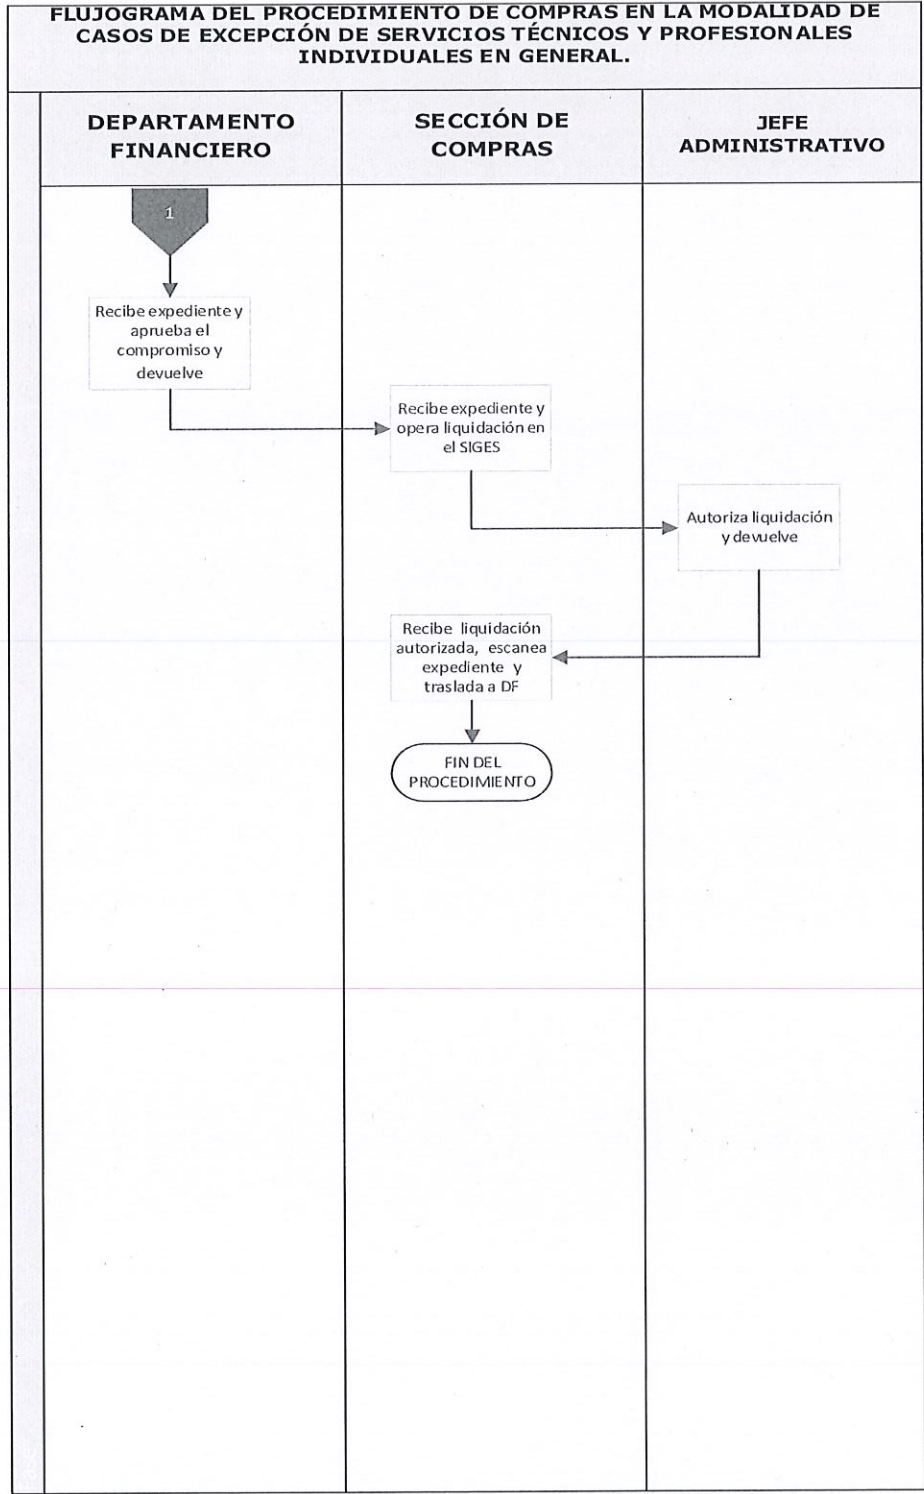 FLUJOGRAMA DEL PROCEDIMIENTO DE COMPRAS EN LA MODALIDAD DE
CASOS DE EXCEPCIÓN DE SERVICIOS TÉCNICOS Y PROFESIONALES
INDIVIDUALES EN GENERAL.
DEPARTAMENTO
FINANCIERO
SECCIÓN DE
COMPRAS
JEFE
ADMINISTRATIVO
1
Recibe expediente y
aprueba el
compromiso y
devuelve
Recibe expediente y
opera liquidación en
el SIGES
Autoriza liquidación
y devuelve
Recibe liquidación
autorizada, escanea
expediente y
traslada a DF
FIN DEL
PROCEDIMIENTO